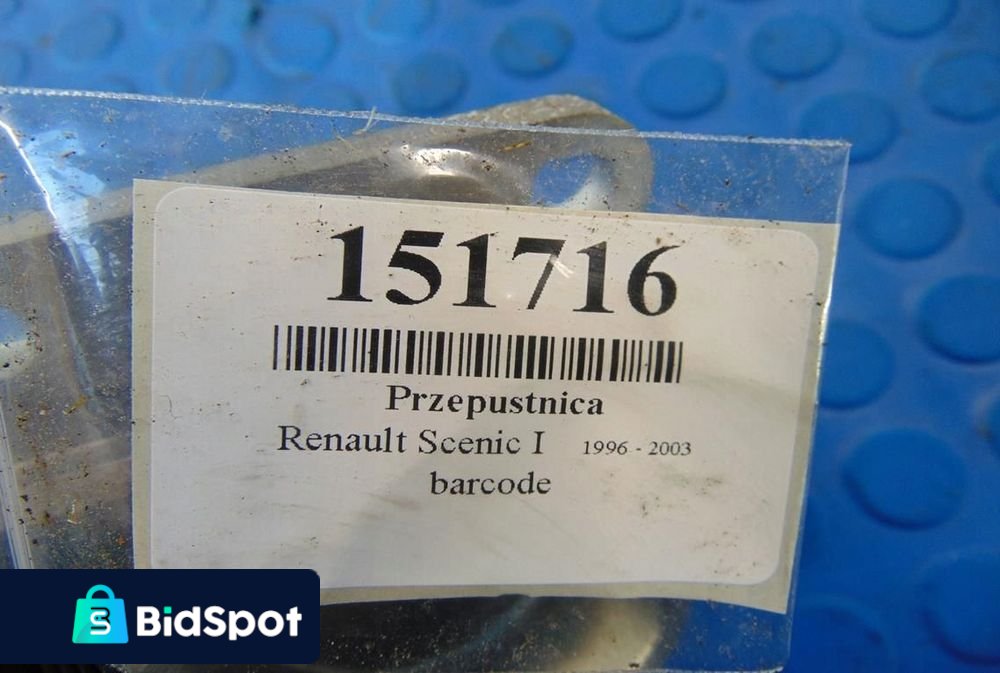 151716
Przepustnica
Renault Scenic I 1996 - 2003
barcode
BidSpot